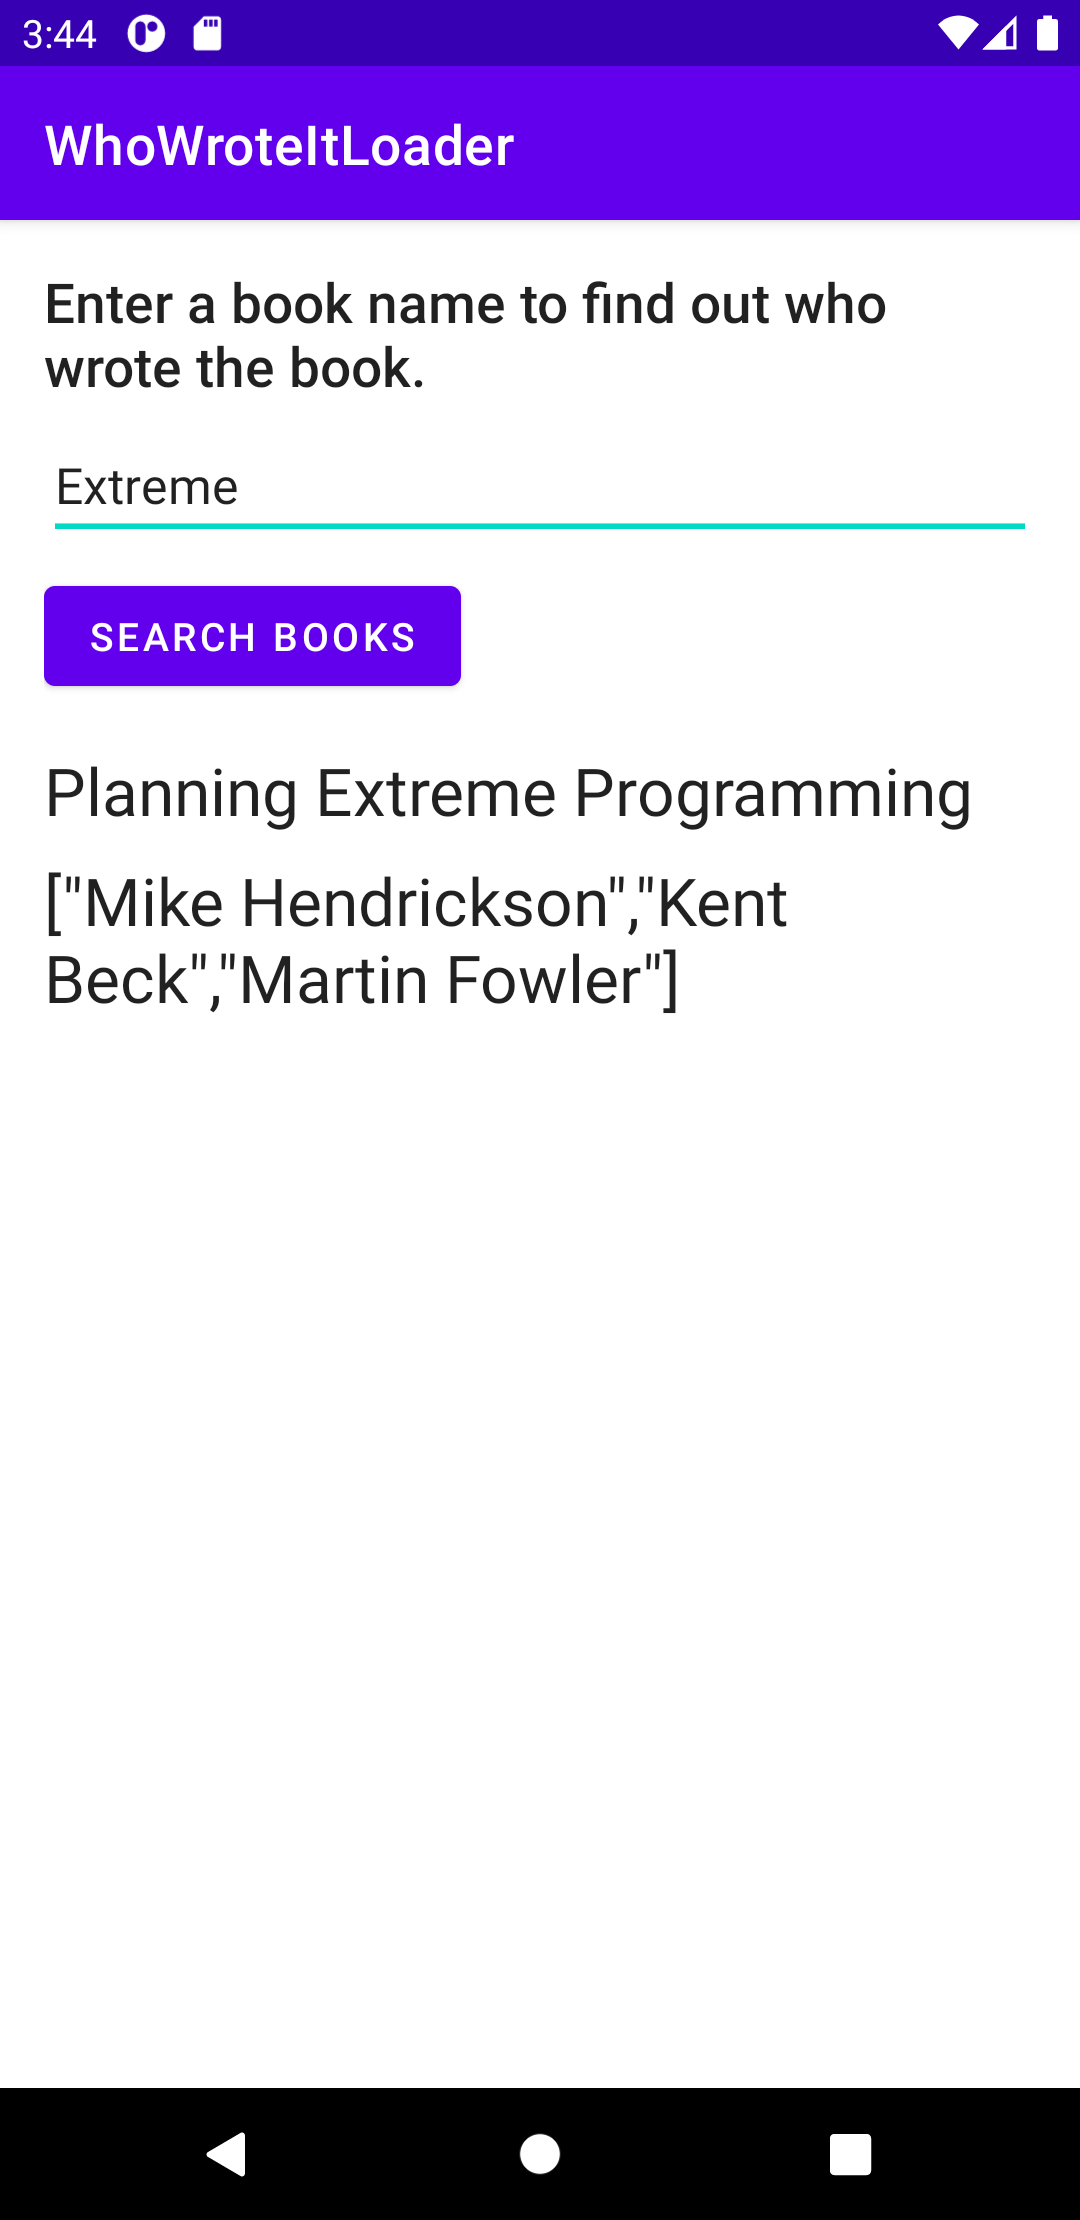 3:44
WhoWroteItLoader
Enter a book name to find out who
wrote the book.
Extreme
SEARCH BOOKS
Planning Extreme Programming
["Mike Hendrickson","Kent
Beck","Martin Fowler"]